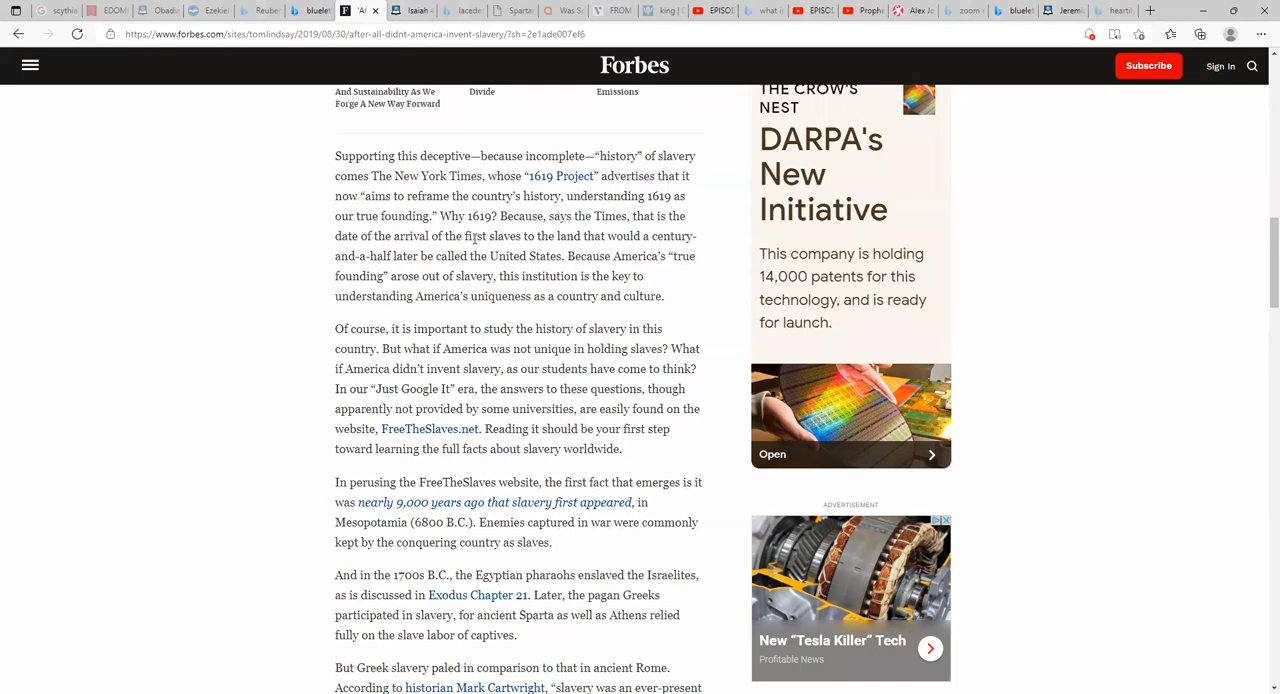 scythia
EDOM
Obadia
Ezekiel
Reuben
bluelet
"Af
Isaiah 4
laceder
Spartan
Was Sp
FROM
king (
EPISOD
what is
EPISOD
Prophe
Alex Jo
zoom
bluelet
Jeremia
heartify
https://www.forbes.com/sites/tomlindsay/2019/08/30/after-all-didnt-america-invent-slavery/?sh=2e1ade007ef6
Forbes
Subscribe
Sign In
And Sustainability As We
Forge A New Way Forward
Divide
Emissions
Supporting this deceptive—because incomplete—“history” of slavery
comes The New York Times, whose “1619 Project” advertises that it
now “aims to reframe the country’s history, understanding 1619 as
our true founding.” Why 1619? Because, says the Times, that is the
date of the arrival of the first slaves to the land that would a century-
and-a-half later be called the United States. Because America’s “true
founding” arose out of slavery, this institution is the key to
understanding America’s uniqueness as a country and culture.
Of course, it is important to study the history of slavery in this
country. But what if America was not unique in holding slaves? What
if America didn’t invent slavery, as our students have come to think?
In our “Just Google It” era, the answers to these questions, though
apparently not provided by some universities, are easily found on the
website, FreeTheSlaves.net. Reading it should be your first step
toward learning the full facts about slavery worldwide.
In perusing the FreeTheSlaves website, the first fact that emerges is it
was nearly 9,000 years ago that slavery first appeared, in
Mesopotamia (6800 B.C.). Enemies captured in war were commonly
kept by the conquering country as slaves.
And in the 1700s B.C., the Egyptian pharaohs enslaved the Israelites,
as is discussed in Exodus Chapter 21. Later, the pagan Greeks
participated in slavery, for ancient Sparta as well as Athens relied
fully on the slave labor of captives.
But Greek slavery paled in comparison to that in ancient Rome.
According to historian Mark Cartwright, “slavery was an ever-present
THE CROW'S
NEST
DARPA's
New
Initiative
This company is holding
14,000 patents for this
technology, and is ready
for launch.
Open
ADVERTISEMENT
New “Tesla Killer” Tech
Profitable News